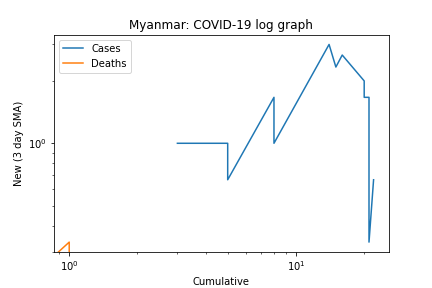 Myanmar: COVID-19 log graph
Cases
Deaths
New (3 day SMA)
10⁰
10⁰
10¹
Cumulative